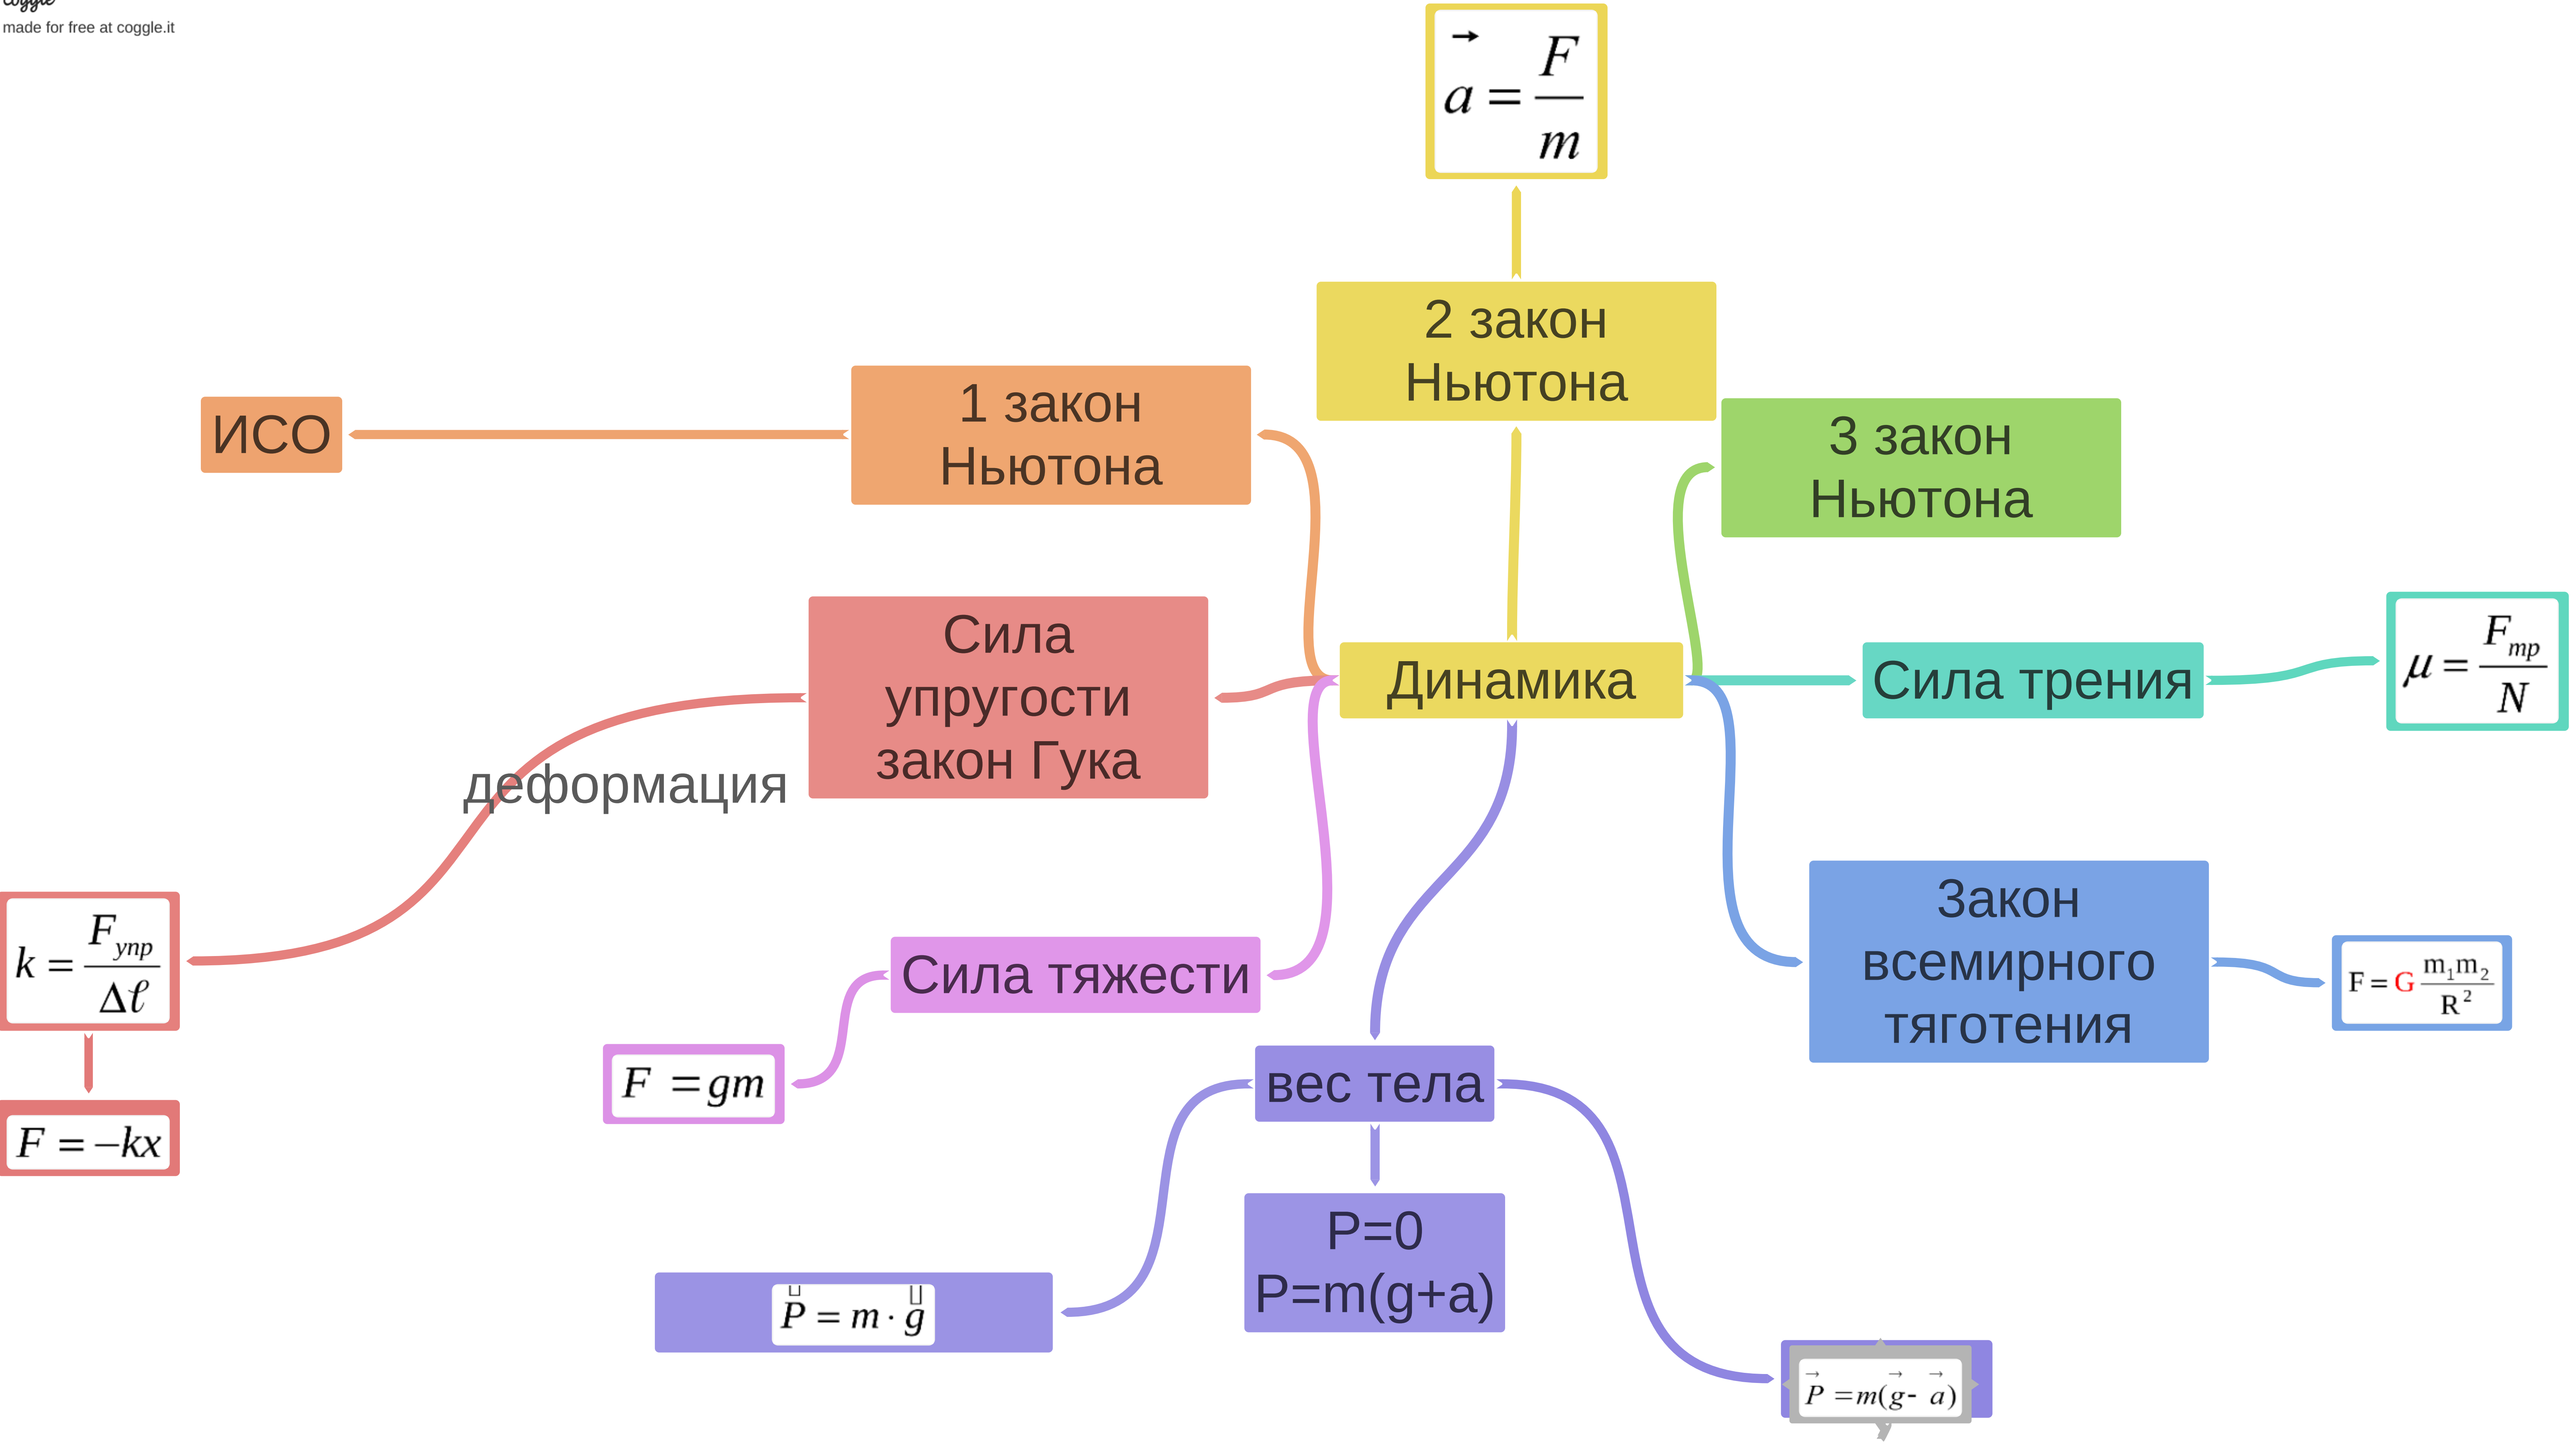 Coggle
made for free at coggle.it
a⃗ = F / m
2 закон
Ньютона
1 закон
Ньютона
ИСО
3 закон
Ньютона
Сила
упругости
закон Гука
деформация
Динамика
Сила трения
μ = Fтр / N
k = Fупр / Δℓ
F = −kx
Сила тяжести
F = gm
Закон
всемирного
тяготения
F = G m₁m₂ / R²
вес тела
P=0
P=m(g+a)
P = m · g
P⃗ = m(g⃗ - a⃗)